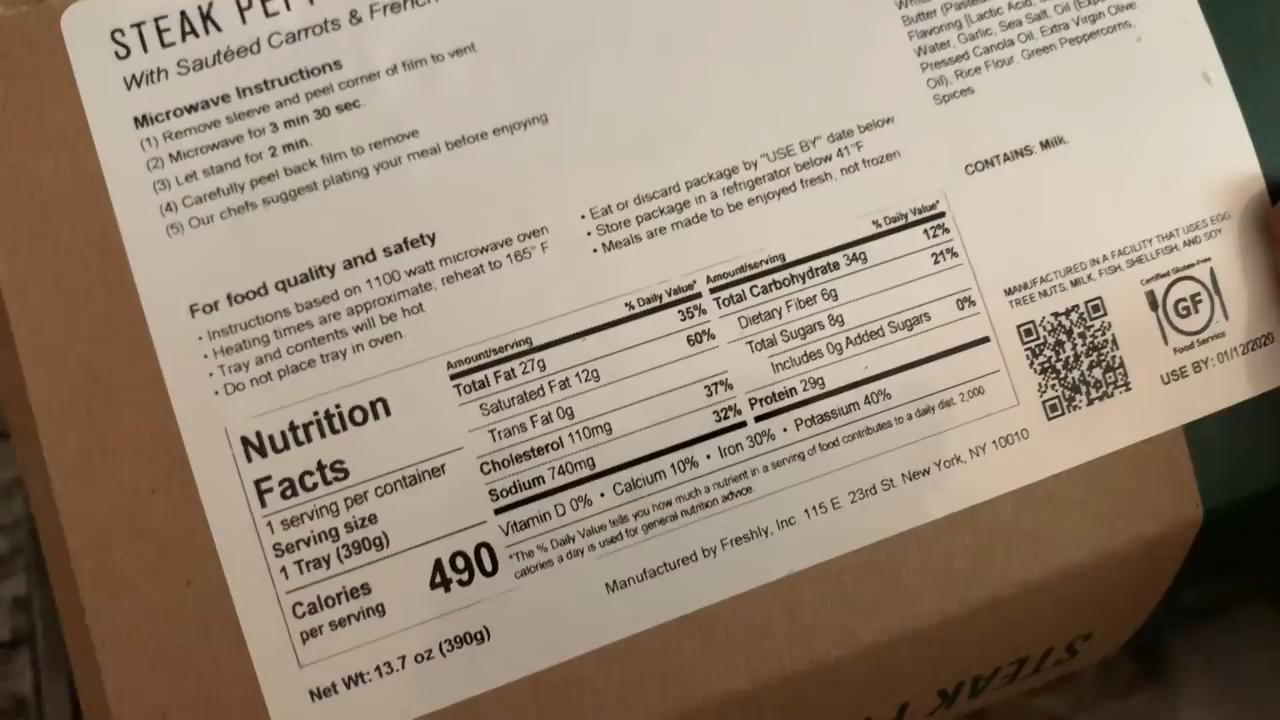 STEAK
With Sautéed Carrots & French
Microwave Instructions
(1) Remove sleeve and peel corner of film to vent
(2) Microwave for 3 min 30 sec.
(3) Let stand for 2 min.
(4) Carefully peel back film to remove
(5) Our chefs suggest plating your meal before enjoying
For food quality and safety
• Instructions based on 1100 watt microwave oven
• Heating times are approximate; reheat to 165° F
• Tray and contents will be hot
• Do not place tray in oven.
• Eat or discard package by "USE BY" date below
• Store package in a refrigerator below 41°F
• Meals are made to be enjoyed fresh, not frozen
Butter
Flavoring [Lactic Acid,
Water, Garlic, Sea Salt, Oil
Pressed Canola Oil, Extra Virgin Olive
Oil), Rice Flour, Green Peppercorns,
Spices
CONTAINS: Milk.
MANUFACTURED IN A FACILITY THAT USES EGG
TREE NUTS, MILK, FISH, SHELLFISH, AND SOY
Certified Gluten-Free
GF
Food Service
USE BY: 01/12/2020
Nutrition
Facts
1 serving per container
Serving size
1 Tray (390g)
Calories
per serving
490
Amount/serving % Daily Value*
Total Fat 27g 35%
Saturated Fat 12g 60%
Trans Fat 0g
Cholesterol 110mg 37%
Sodium 740mg 32%
Amount/serving % Daily Value*
Total Carbohydrate 34g 12%
Dietary Fiber 6g 21%
Total Sugars 8g
Includes 0g Added Sugars 0%
Protein 29g
Vitamin D 0% • Calcium 10% • Iron 30% • Potassium 40%
*The % Daily Value tells you how much a nutrient in a serving of food contributes to a daily diet. 2,000
calories a day is used for general nutrition advice.
Manufactured by Freshly, Inc 115 E. 23rd St. New York, NY 10010
Net Wt: 13.7 oz (390g)
STEAK